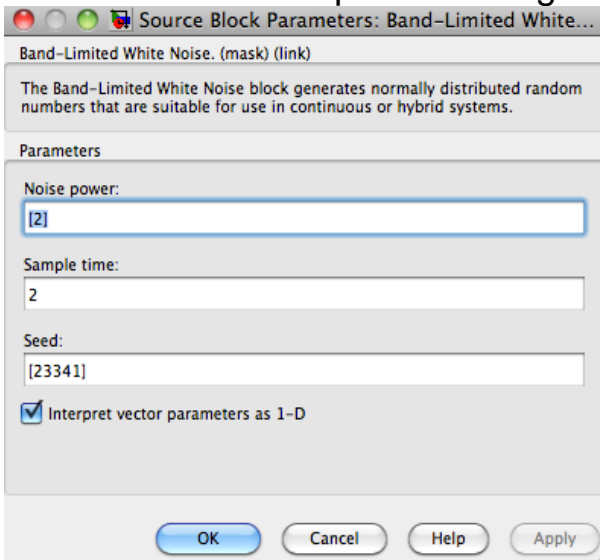 Source Block Parameters: Band-Limited White...
Band-Limited White Noise. (mask) (link)
The Band-Limited White Noise block generates normally distributed random
numbers that are suitable for use in continuous or hybrid systems.
Parameters
Noise power:
[2]
Sample time:
2
Seed:
[23341]
Interpret vector parameters as 1-D
OK Cancel Help Apply